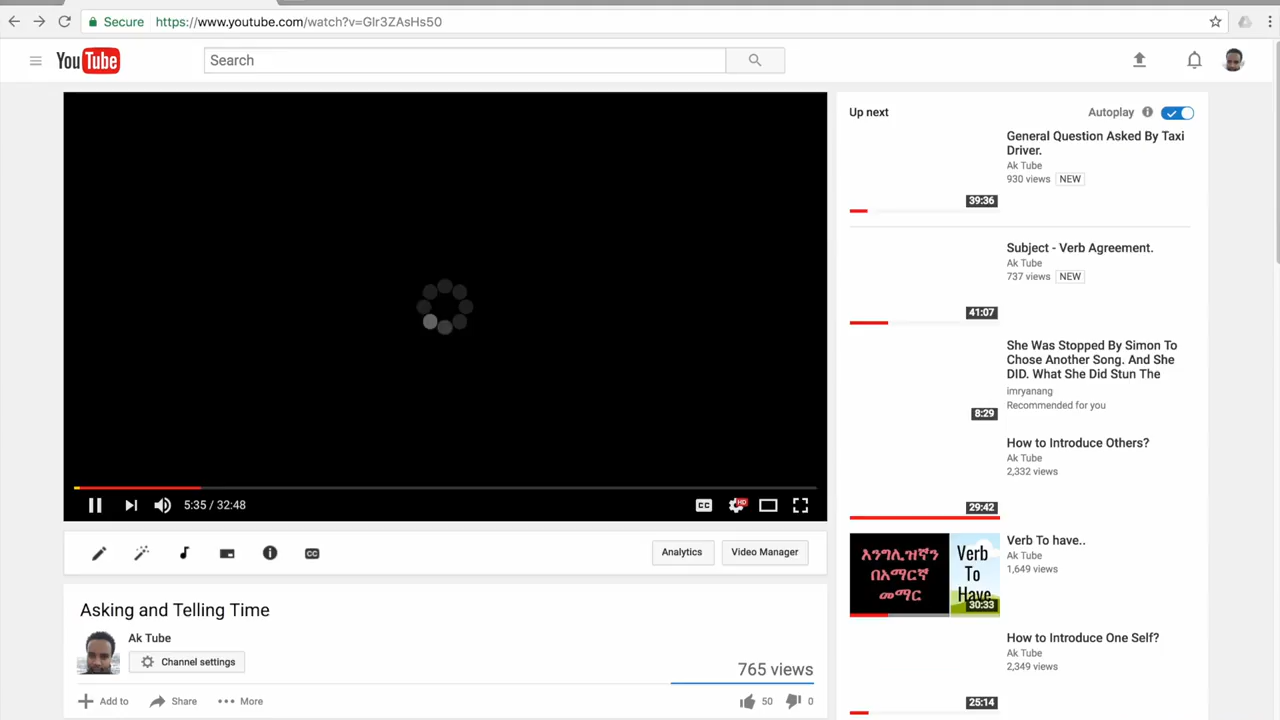 Secure
https://www.youtube.com/watch?v=GIr3ZAsHs50
YouTube
Search
Up next
Autoplay
General Question Asked By Taxi
Driver.
Ak Tube
930 views NEW
39:36
Subject - Verb Agreement.
Ak Tube
737 views NEW
41:07
She Was Stopped By Simon To
Chose Another Song. And She
DID. What She Did Stun The
imryanang
Recommended for you
8:29
How to Introduce Others?
Ak Tube
2,332 views
29:42
Verb To have..
Ak Tube
1,649 views
እንግሊዝኛን
በአማርኛ
መማር
Verb
To
Have
30:33
How to Introduce One Self?
Ak Tube
2,349 views
25:14
5:35 / 32:48
CC
HD
CC
Analytics
Video Manager
Asking and Telling Time
Ak Tube
Channel settings
765 views
Add to
Share
More
50
0